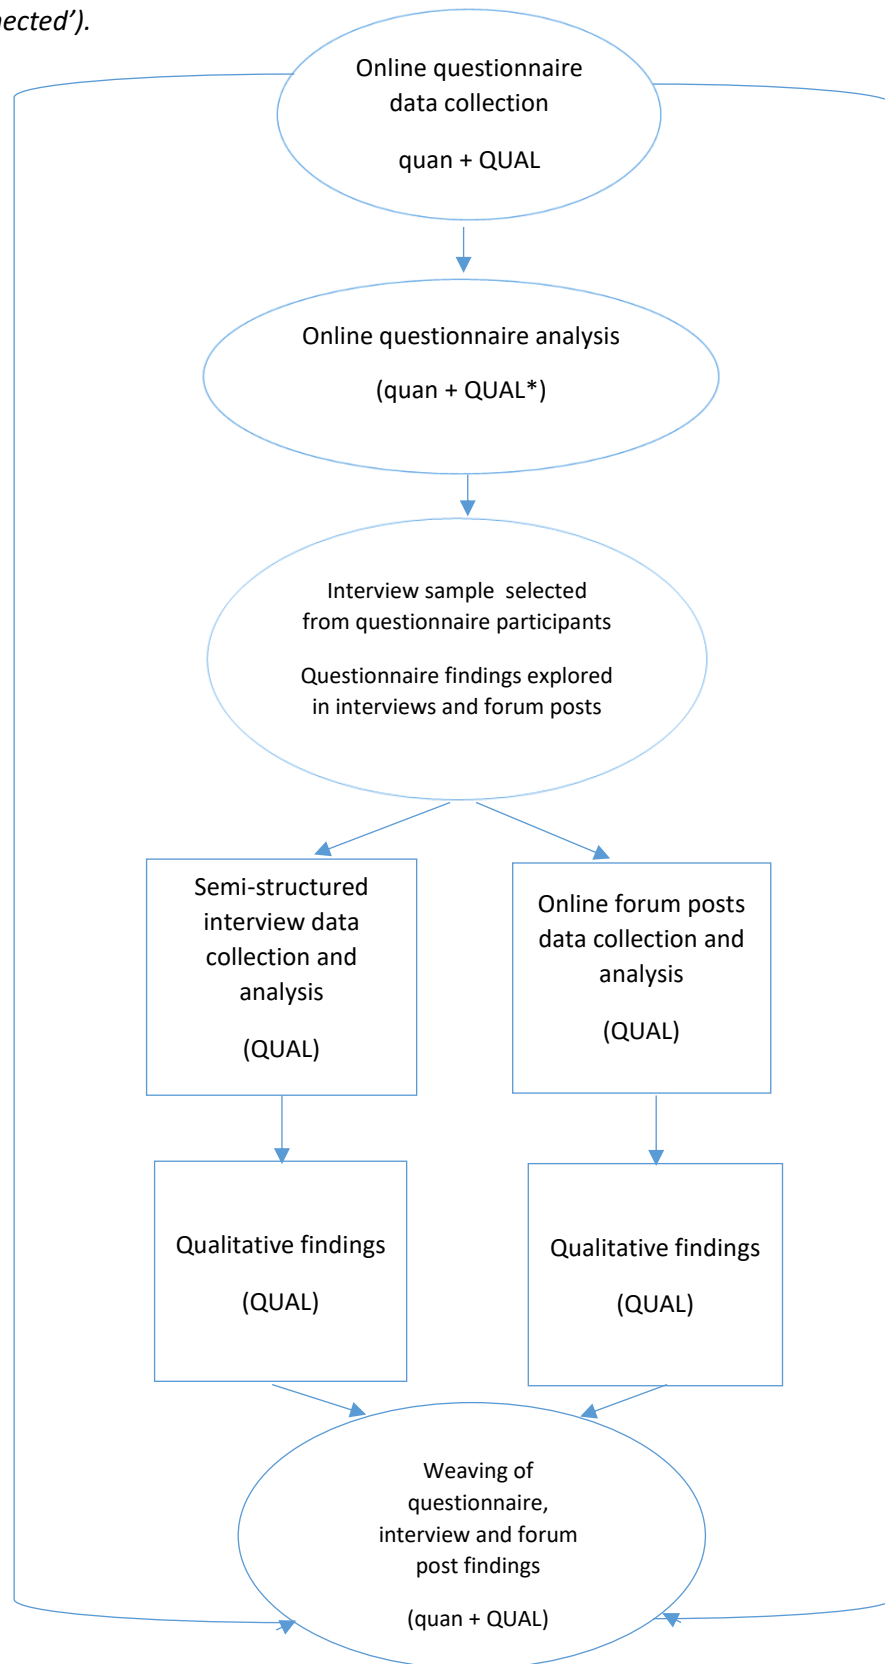 nected').
Online questionnaire
data collection
quan + QUAL
Online questionnaire analysis
(quan + QUAL*)
Interview sample selected
from questionnaire participants
Questionnaire findings explored
in interviews and forum posts
Semi-structured
interview data
collection and
analysis
(QUAL)
Online forum posts
data collection and
analysis
(QUAL)
Qualitative findings
(QUAL)
Qualitative findings
(QUAL)
Weaving of
questionnaire,
interview and forum
post findings
(quan + QUAL)